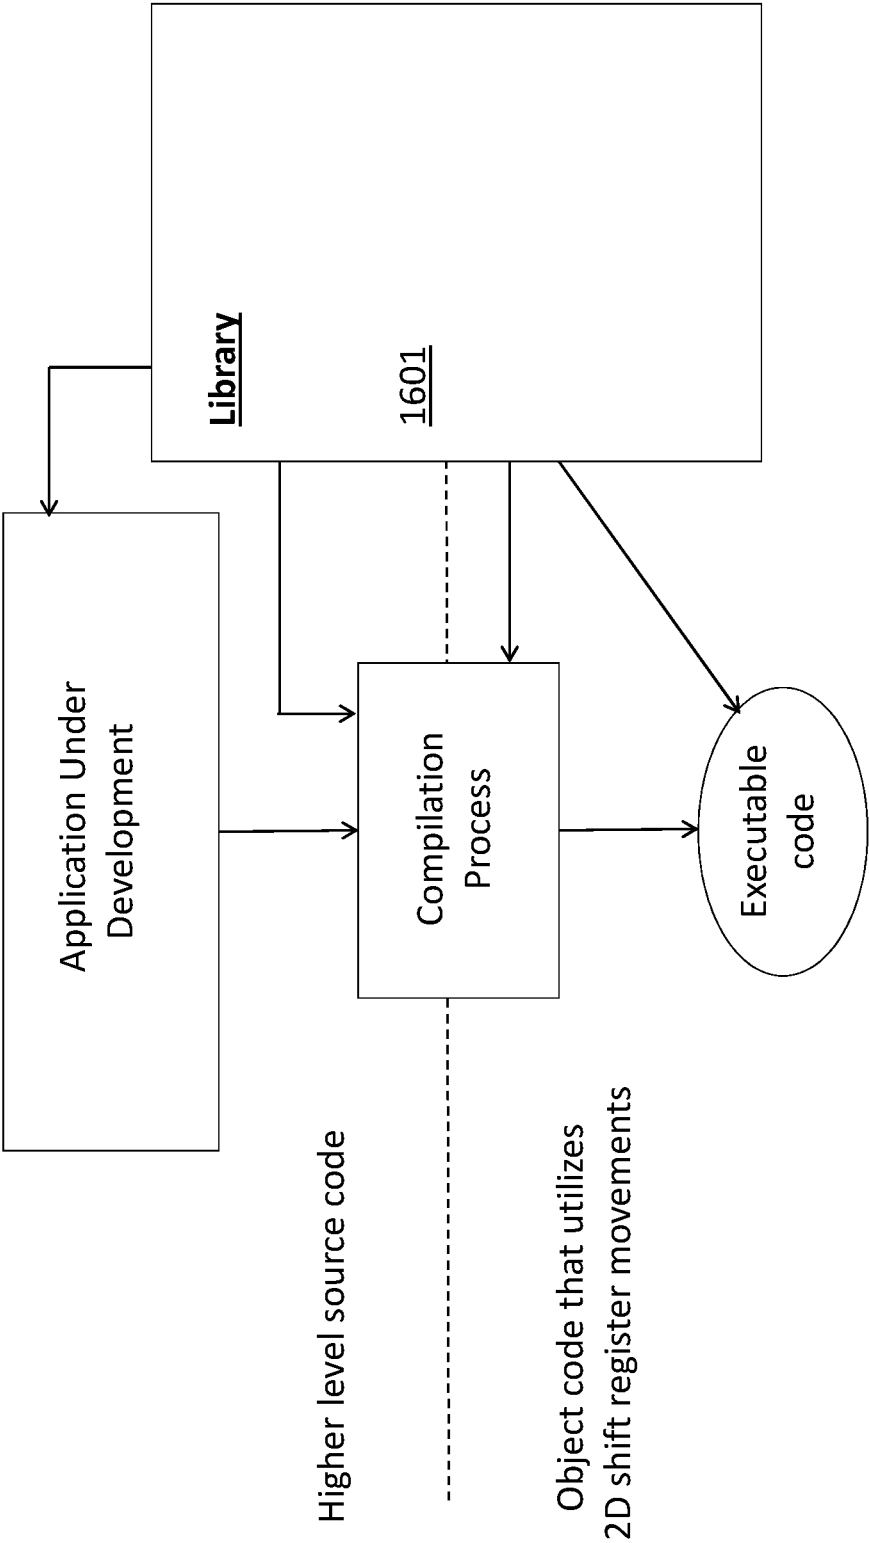 Library
1601
Application Under
Development
Compilation
Process
Executable
code
Higher level source code
Object code that utilizes
2D shift register movements